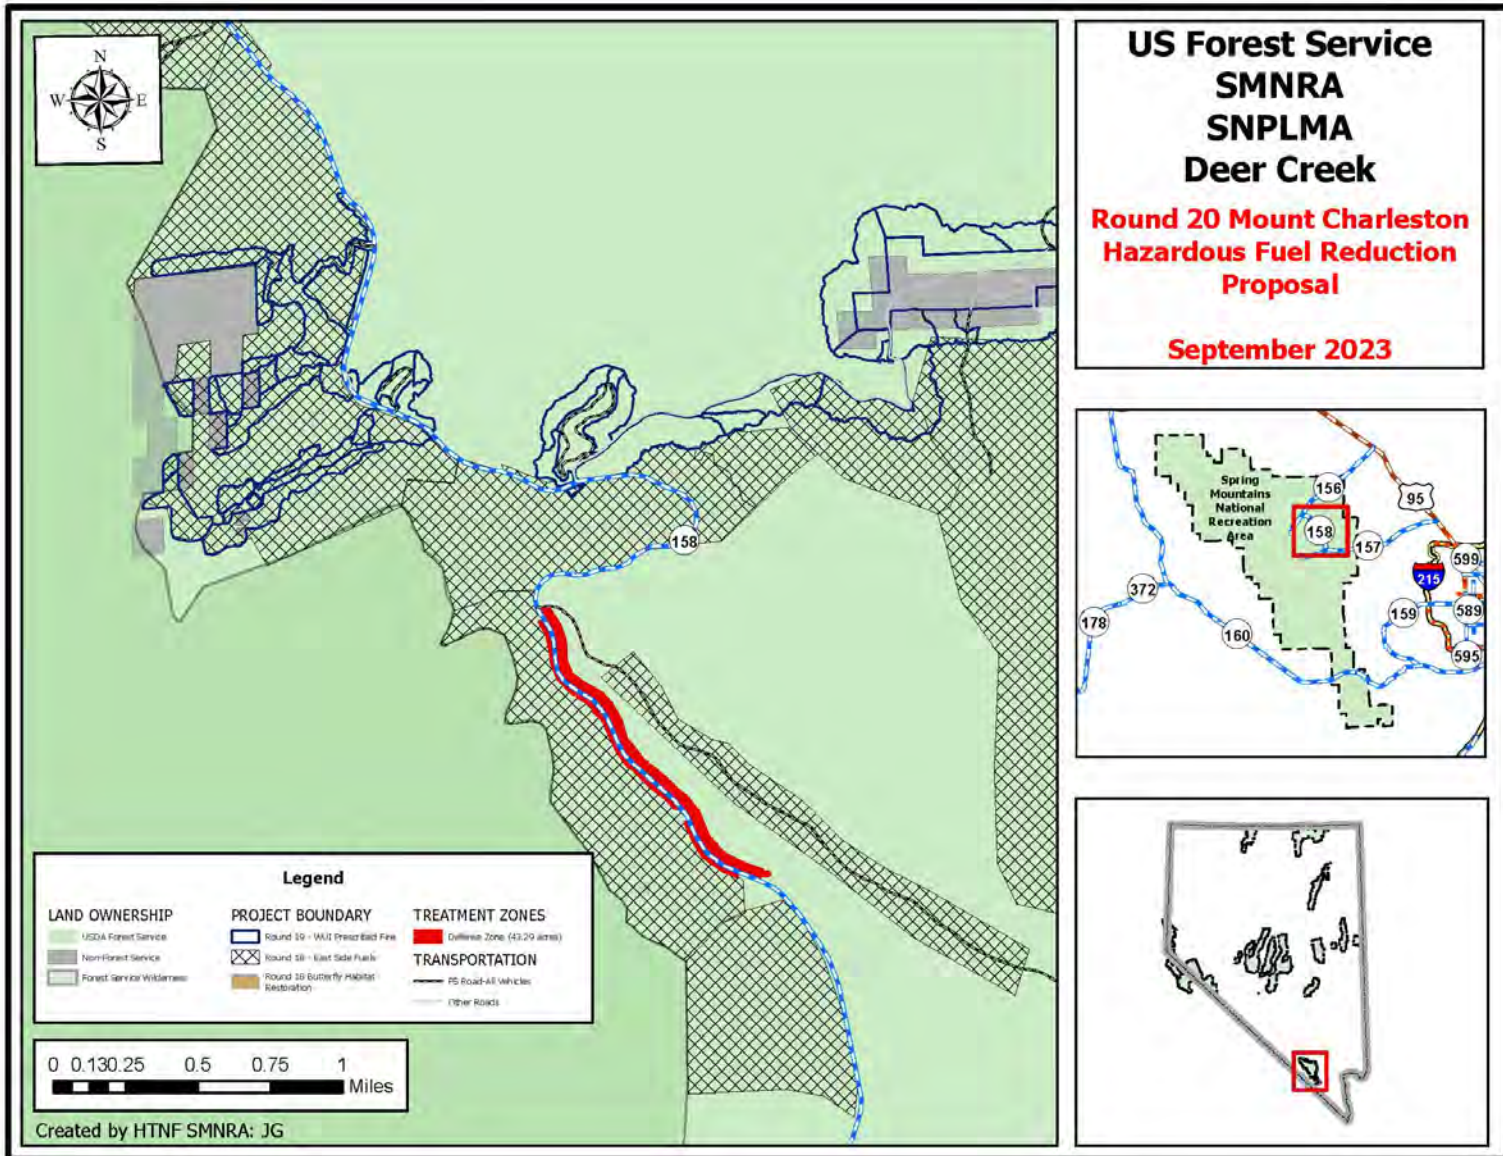 N
W E
S
158
Legend
LAND OWNERSHIP
USDA Forest Service
Non-Forest Service
Forest Service Wilderness
PROJECT BOUNDARY
Round 19 - WUI Prescribed Fire
Round 18 - East Side Fuels
Round 16 Butterfly Habitat
Restoration
TREATMENT ZONES
Defense Zone (43.29 acres)
TRANSPORTATION
FS Road-All Vehicles
Other Roads
0 0.130.25 0.5 0.75 1
Miles
Created by HTNF SMNRA: JG
US Forest Service
SMNRA
SNPLMA
Deer Creek
Round 20 Mount Charleston
Hazardous Fuel Reduction
Proposal
September 2023
Spring
Mountains
National
Recreation
Area
156
95
158
157
599
215
372
159
589
178
160
595